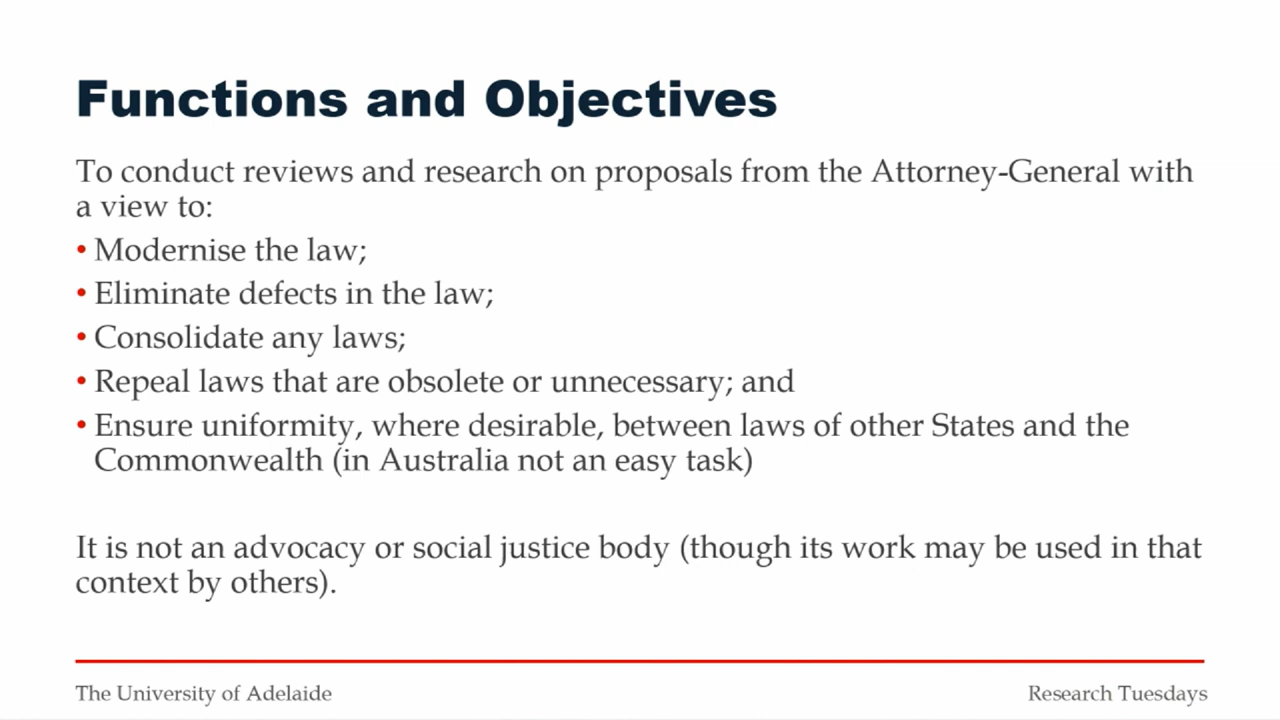 Functions and Objectives
To conduct reviews and research on proposals from the Attorney-General with
a view to:
• Modernise the law;
• Eliminate defects in the law;
• Consolidate any laws;
• Repeal laws that are obsolete or unnecessary; and
• Ensure uniformity, where desirable, between laws of other States and the
Commonwealth (in Australia not an easy task)
It is not an advocacy or social justice body (though its work may be used in that
context by others).
The University of Adelaide
Research Tuesdays